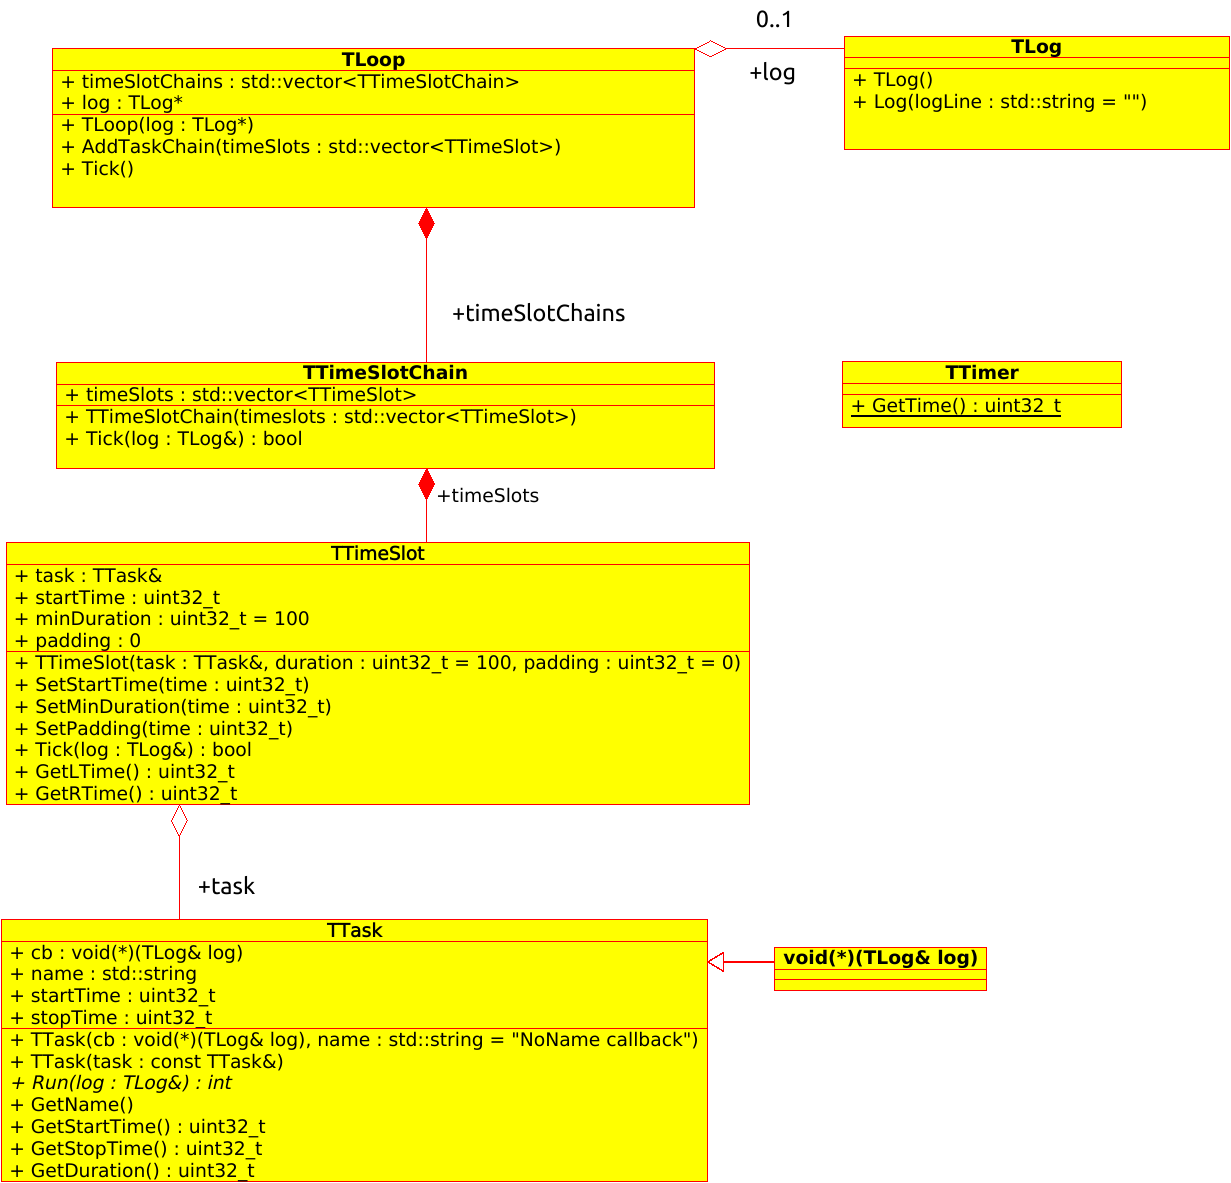 TLoop
+ timeSlotChains : std::vector<TTimeSlotChain>
+ log : TLog*
+ TLoop(log : TLog*)
+ AddTaskChain(timeSlots : std::vector<TTimeSlot>)
+ Tick()
0..1
+log
TLog
+ TLog()
+ Log(logLine : std::string = "")
+timeSlotChains
TTimeSlotChain
+ timeSlots : std::vector<TTimeSlot>
+ TTimeSlotChain(timeslots : std::vector<TTimeSlot>)
+ Tick(log : TLog&) : bool
TTimer
+ GetTime() : uint32_t
+timeSlots
TTimeSlot
+ task : TTask&
+ startTime : uint32_t
+ minDuration : uint32_t = 100
+ padding : 0
+ TTimeSlot(task : TTask&, duration : uint32_t = 100, padding : uint32_t = 0)
+ SetStartTime(time : uint32_t)
+ SetMinDuration(time : uint32_t)
+ SetPadding(time : uint32_t)
+ Tick(log : TLog&) : bool
+ GetLTime() : uint32_t
+ GetRTime() : uint32_t
+task
TTask
+ cb : void(*)(TLog& log)
+ name : std::string
+ startTime : uint32_t
+ stopTime : uint32_t
+ TTask(cb : void(*)(TLog& log), name : std::string = "NoName callback")
+ TTask(task : const TTask&)
+ Run(log : TLog&) : int
+ GetName()
+ GetStartTime() : uint32_t
+ GetStopTime() : uint32_t
+ GetDuration() : uint32_t
void(*)(TLog& log)